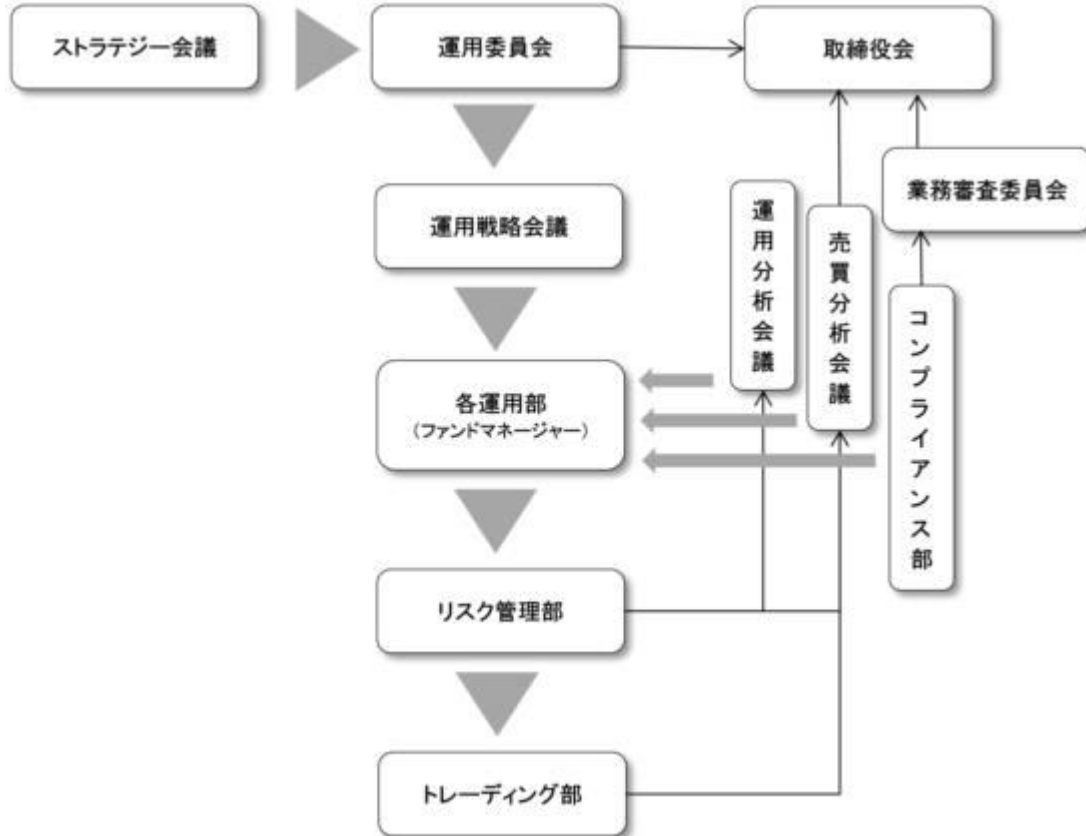 ストラテジー会議
運用委員会
取締役会
業務審査委員会
運用戦略会議
運用分析会議
売買分析会議
コンプライアンス部
各運用部
（ファンドマネージャー）
リスク管理部
トレーディング部